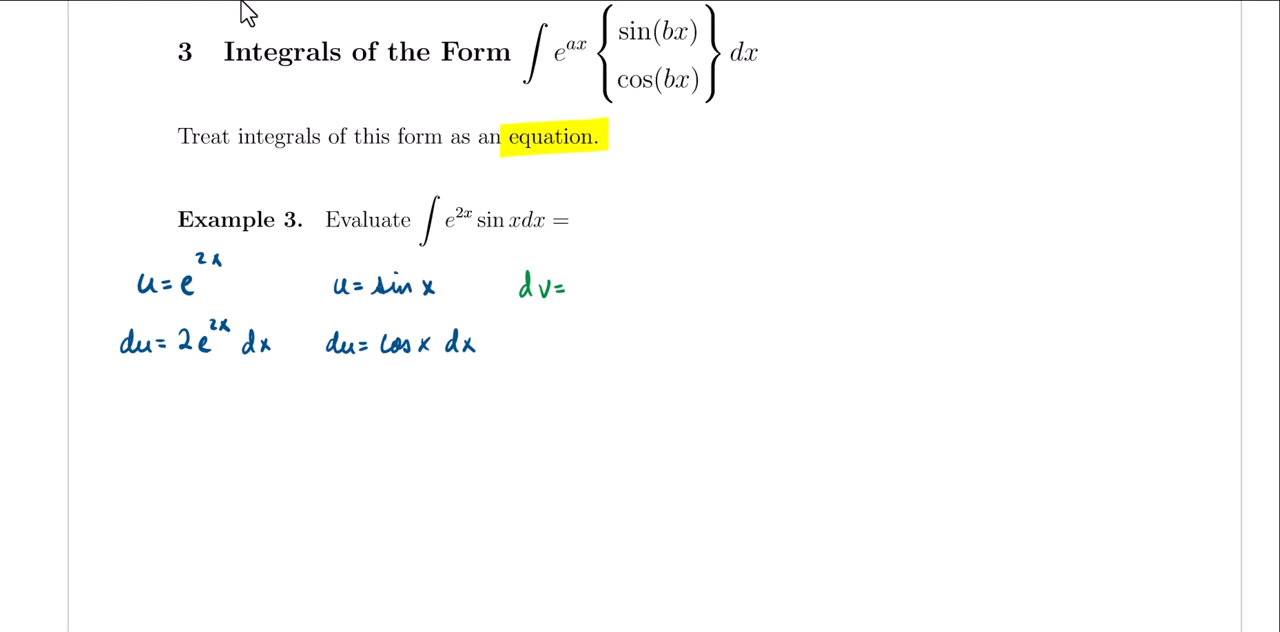 3 Integrals of the Form ∫ e^{ax} { sin(bx) cos(bx) } dx
Treat integrals of this form as an equation.
Example 3. Evaluate ∫ e^{2x} sin xdx =
u = e^{2x} u = sin x dv =
du = 2e^{2x} dx du = cos x dx